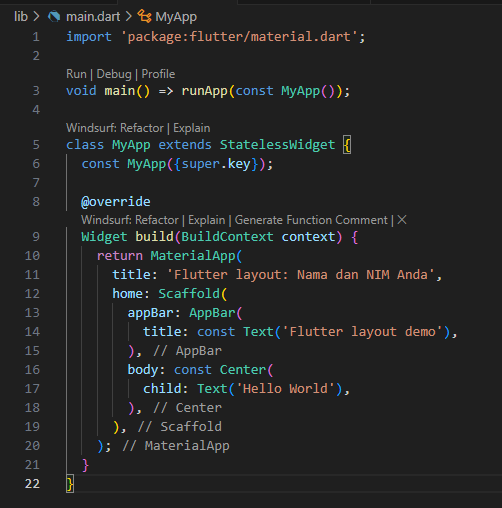 lib > main.dart > MyApp
1 import 'package:flutter/material.dart';
2
Run | Debug | Profile
3 void main() => runApp(const MyApp());
4
Windsurf: Refactor | Explain
5 class MyApp extends StatelessWidget {
6   const MyApp({super.key});
7
8   @override
Windsurf: Refactor | Explain | Generate Function Comment | ✕
9   Widget build(BuildContext context) {
10     return MaterialApp(
11       title: 'Flutter layout: Nama dan NIM Anda',
12       home: Scaffold(
13         appBar: AppBar(
14           title: const Text('Flutter layout demo'),
15         ), // AppBar
16         body: const Center(
17           child: Text('Hello World'),
18         ), // Center
19       ), // Scaffold
20     ); // MaterialApp
21   }
22 }